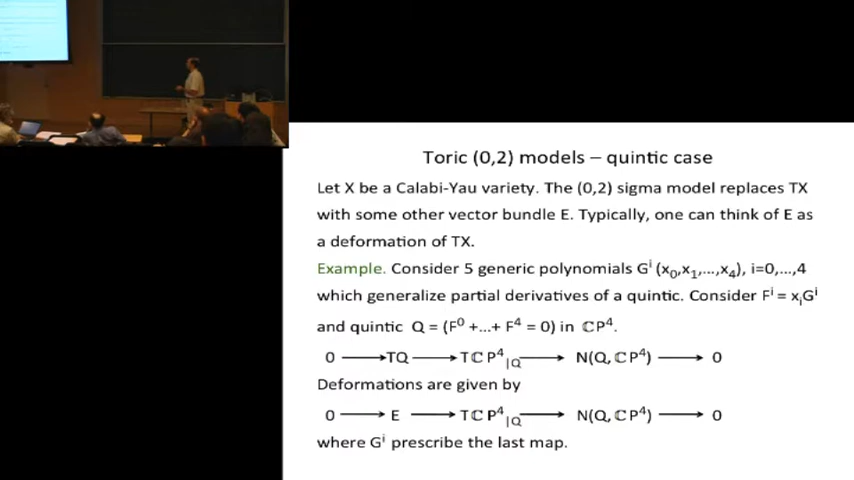 Toric (0,2) models – quintic case
Let X be a Calabi-Yau variety. The (0,2) sigma model replaces TX
with some other vector bundle E. Typically, one can think of E as
a deformation of TX.
Example. Consider 5 generic polynomials Gⁱ (x₀,x₁,...,x₄), i=0,...,4
which generalize partial derivatives of a quintic. Consider Fⁱ = xᵢGⁱ
and quintic Q = (F⁰ +...+ F⁴ = 0) in ℂP⁴.
0 ⟶ TQ ⟶ TℂP⁴|Q ⟶ N(Q,ℂP⁴) ⟶ 0
Deformations are given by
0 ⟶ E ⟶ TℂP⁴|Q ⟶ N(Q,ℂP⁴) ⟶ 0
where Gⁱ prescribe the last map.